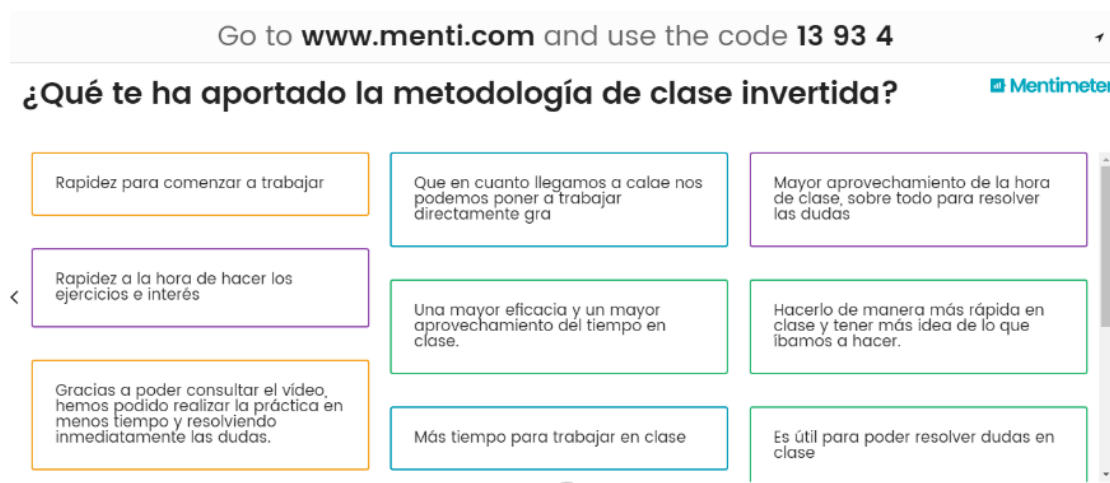 Go to www.menti.com and use the code 13 93 4
¿Qué te ha aportado la metodología de clase invertida?
Mentimeter
Rapidez para comenzar a trabajar
Rapidez a la hora de hacer los
ejercicios e interés
Gracias a poder consultar el vídeo,
hemos podido realizar la práctica en
menos tiempo y resolviendo
inmediatamente las dudas.
Que en cuanto llegamos a calae nos
podemos poner a trabajar
directamente gra
Una mayor eficacia y un mayor
aprovechamiento del tiempo en
clase.
Más tiempo para trabajar en clase
Mayor aprovechamiento de la hora
de clase, sobre todo para resolver
las dudas
Hacerlo de manera más rápida en
clase y tener más idea de lo que
íbamos a hacer.
Es útil para poder resolver dudas en
clase